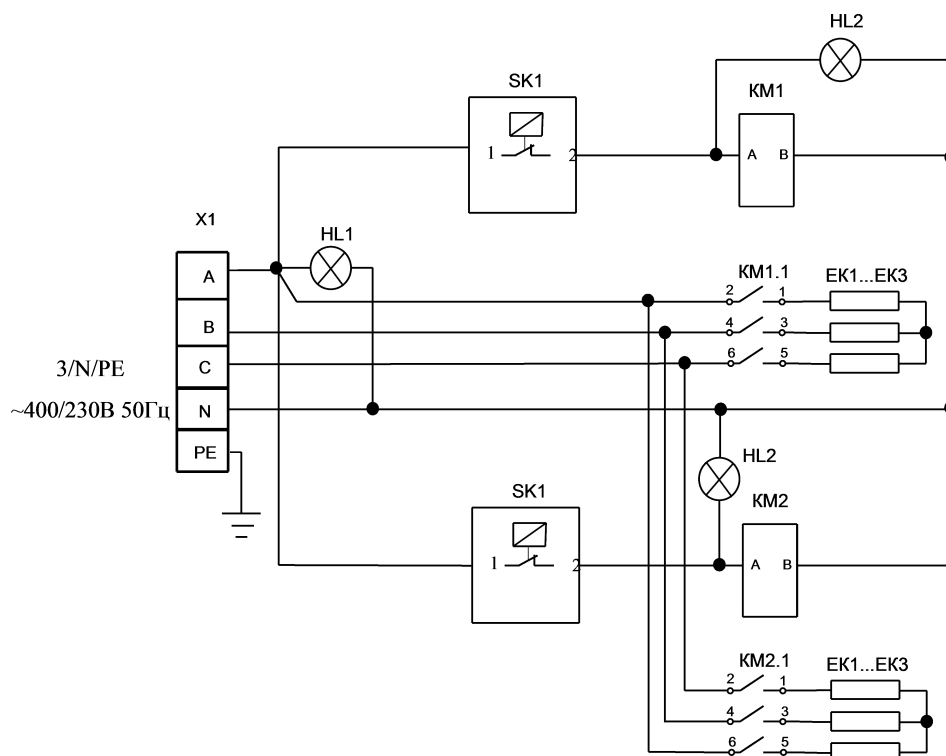 HL2
SK1
KM1
1 2
A B
X1
HL1
A
KM1.1
EK1...EK3
2 1
B
4 3
C
6 5
3/N/PE
~400/230В 50Гц
N
PE
HL2
SK1
KM2
1 2
A B
KM2.1
EK1...EK3
2 1
4 3
6 5